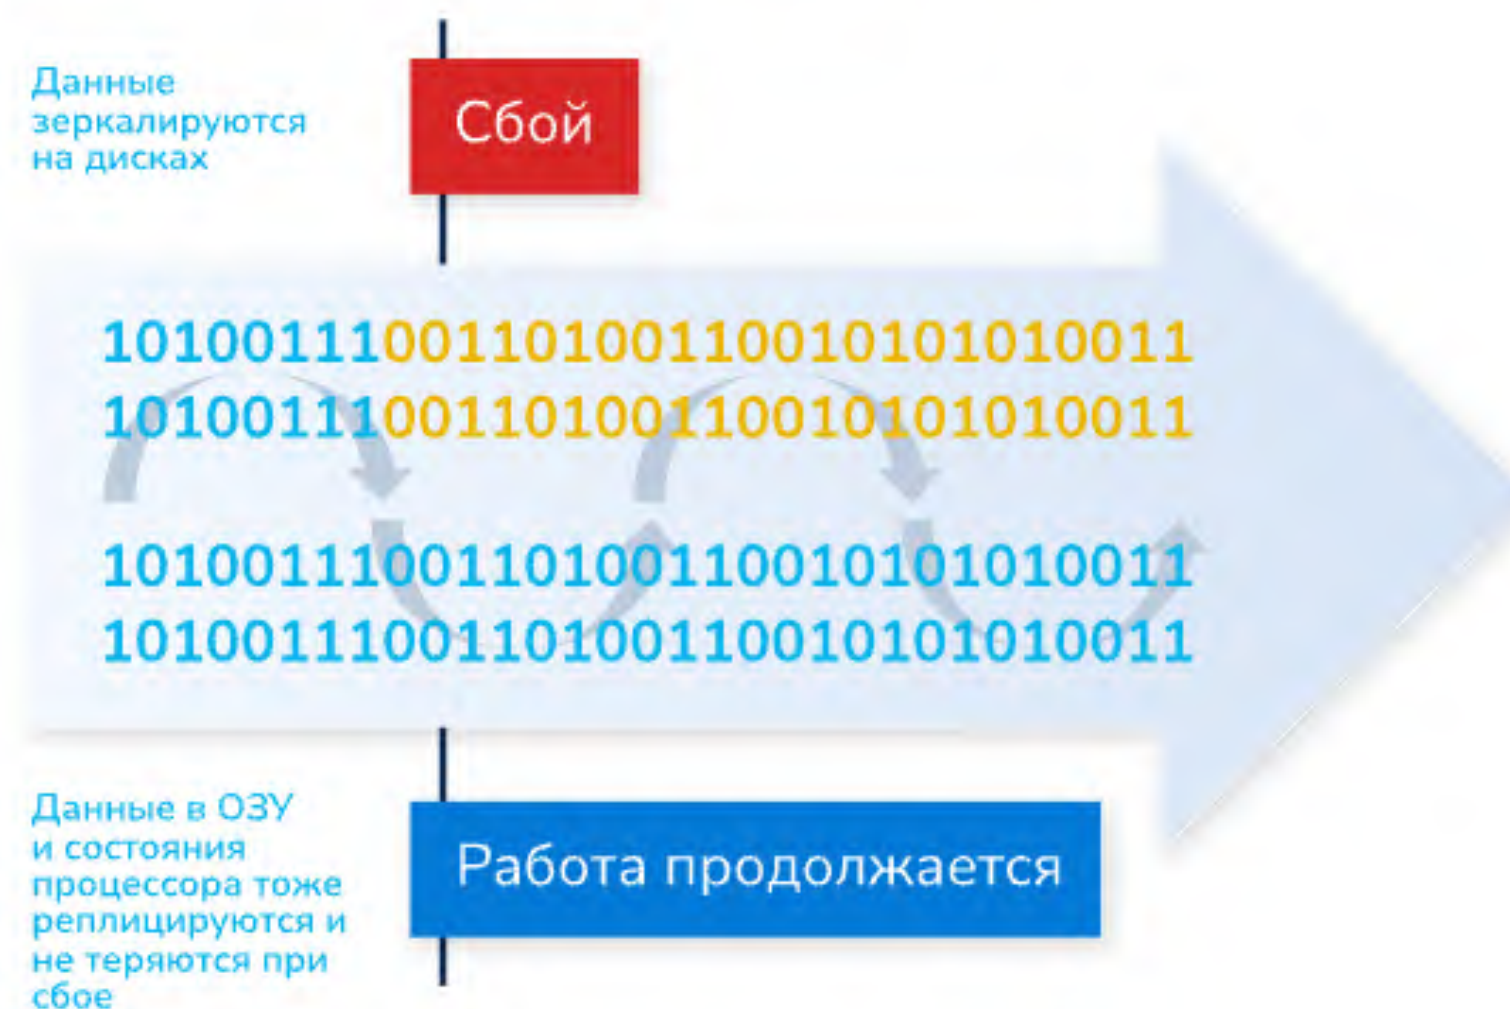 Данные
зеркалируются
на дисках
Сбой
1010011100110100110010101010011
1010011100110100110010101010011
1010011100110100110010101010011
1010011100110100110010101010011
Данные в ОЗУ
и состояния
процессора тоже
реплицируются и
не теряются при
сбое
Работа продолжается